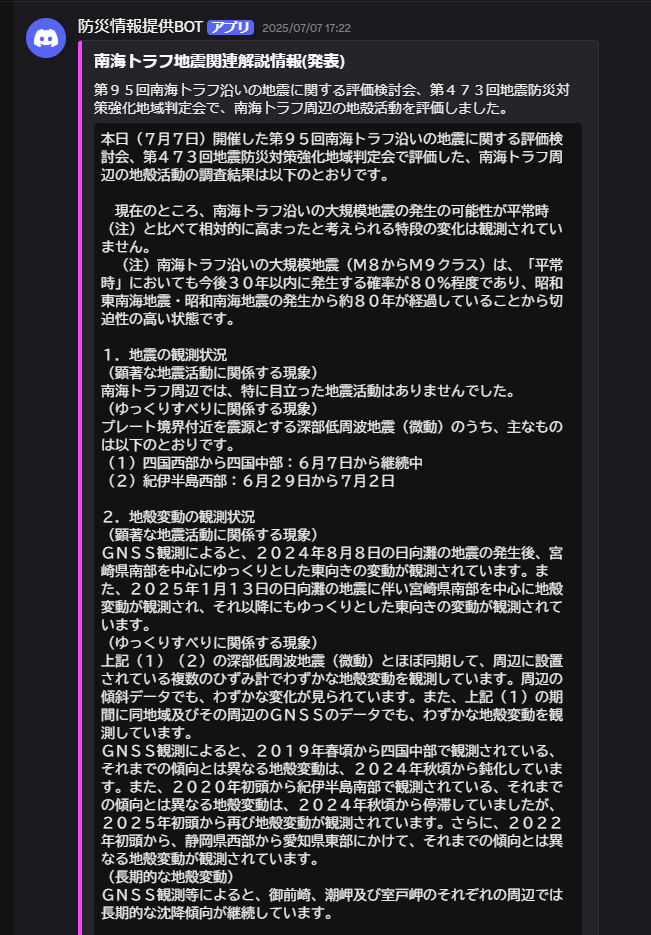 防災情報提供BOT アプリ 2025/07/07 17:22
南海トラフ地震関連解説情報(発表)
第９５回南海トラフ沿いの地震に関する評価検討会、第４７３回地震防災対
策強化地域判定会で、南海トラフ周辺の地殻活動を評価しました。
本日（７月７日）開催した第９５回南海トラフ沿いの地震に関する評価検
討会、第４７３回地震防災対策強化地域判定会で評価した、南海トラフ周
辺の地殻活動の調査結果は以下のとおりです。
　現在のところ、南海トラフ沿いの大規模地震の発生の可能性が平常時
（注）と比べて相対的に高まったと考えられる特段の変化は観測されてい
ません。
　（注）南海トラフ沿いの大規模地震（Ｍ８からＭ９クラス）は、「平常
時」においても今後３０年以内に発生する確率が８０％程度であり、昭和
東南海地震・昭和南海地震の発生から約８０年が経過していることから切
迫性の高い状態です。
１．地震の観測状況
（顕著な地震活動に関係する現象）
南海トラフ周辺では、特に目立った地震活動はありませんでした。
（ゆっくりすべりに関係する現象）
プレート境界付近を震源とする深部低周波地震（微動）のうち、主なもの
は以下のとおりです。
（１）四国西部から四国中部：６月７日から継続中
（２）紀伊半島西部：６月２９日から７月２日
２．地殻変動の観測状況
（顕著な地震活動に関係する現象）
ＧＮＳＳ観測によると、２０２４年８月８日の日向灘の地震の発生後、宮
崎県南部を中心にゆっくりとした東向きの変動が観測されています。ま
た、２０２５年１月１３日の日向灘の地震に伴い宮崎県南部を中心に地殻
変動が観測され、それ以降にもゆっくりとした東向きの変動が観測されて
います。
（ゆっくりすべりに関係する現象）
上記（１）（２）の深部低周波地震（微動）とほぼ同期して、周辺に設置
されている複数のひずみ計でわずかな地殻変動を観測しています。周辺の
傾斜データでも、わずかな変化が見られています。また、上記（１）の期
間に同地域及びその周辺のＧＮＳＳのデータでも、わずかな地殻変動を観
測しています。
ＧＮＳＳ観測によると、２０１９年春頃から四国中部で観測されている、
それまでの傾向とは異なる地殻変動は、２０２４年秋頃から鈍化していま
す。また、２０２０年初頭から紀伊半島南部で観測されている、それまで
の傾向とは異なる地殻変動は、２０２４年秋頃から停滞していましたが、
２０２５年初頭から再び地殻変動が観測されています。さらに、２０２２
年初頭から、静岡県西部から愛知県東部にかけて、それまでの傾向とは異
なる地殻変動が観測されています。
（長期的な地殻変動）
ＧＮＳＳ観測等によると、御前崎、潮岬及び室戸岬のそれぞれの周辺では
長期的な沈降傾向が継続しています。